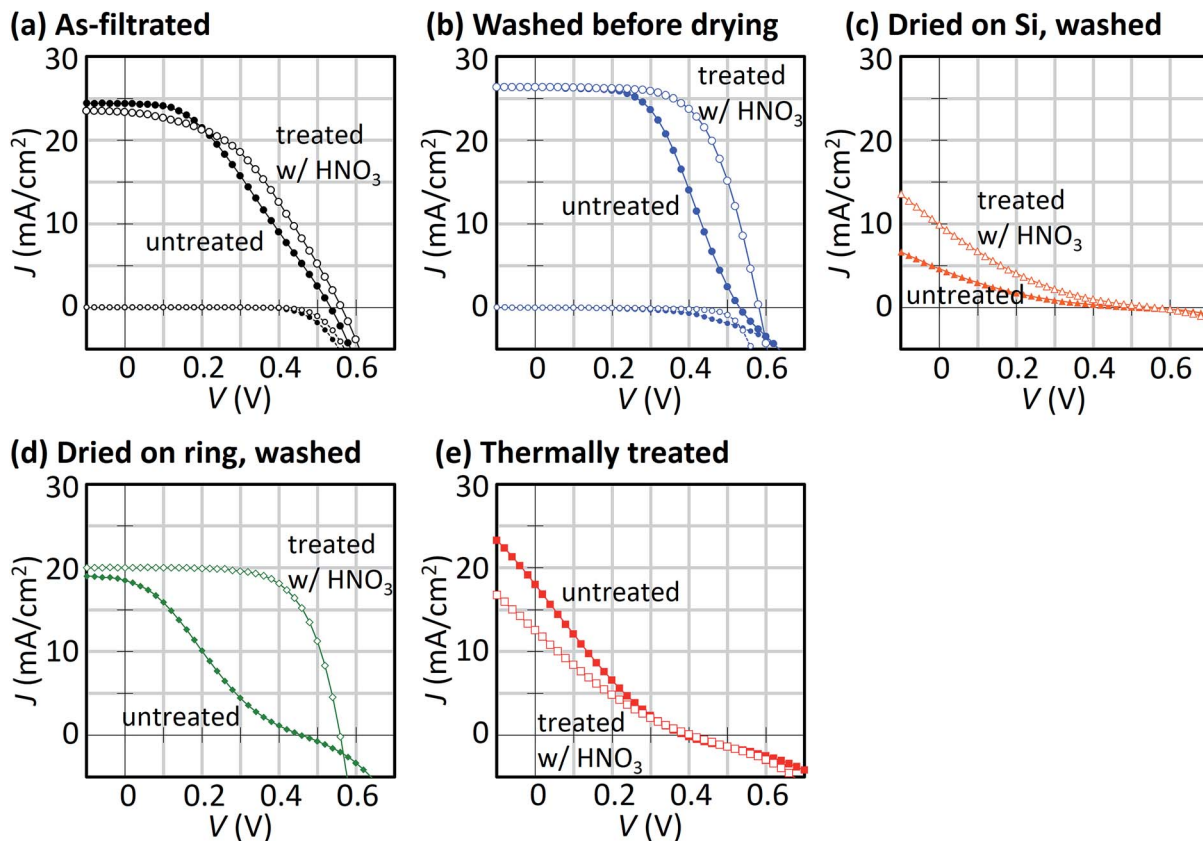 (a) As-filtrated
30
20
10
0
J (mA/cm²)
0 0.2 0.4 0.6
V (V)
treated
w/ HNO₃
untreated
(b) Washed before drying
30
20
10
0
J (mA/cm²)
0 0.2 0.4 0.6
V (V)
treated
w/ HNO₃
untreated
(c) Dried on Si, washed
30
20
10
0
J (mA/cm²)
0 0.2 0.4 0.6
V (V)
treated
w/ HNO₃
untreated
(d) Dried on ring, washed
30
20
10
0
J (mA/cm²)
0 0.2 0.4 0.6
V (V)
treated
w/ HNO₃
untreated
(e) Thermally treated
30
20
10
0
J (mA/cm²)
0 0.2 0.4 0.6
V (V)
untreated
treated
w/ HNO₃